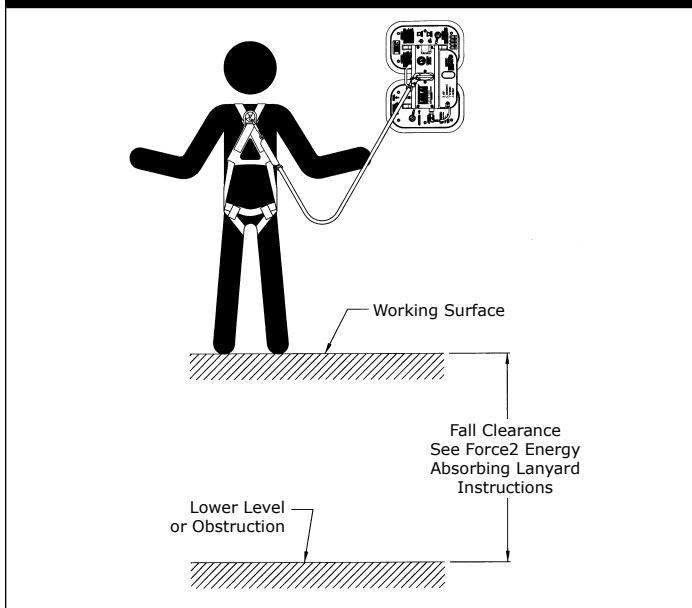 Working Surface
Fall Clearance
See Force2 Energy
Absorbing Lanyard
Instructions
Lower Level
or Obstruction